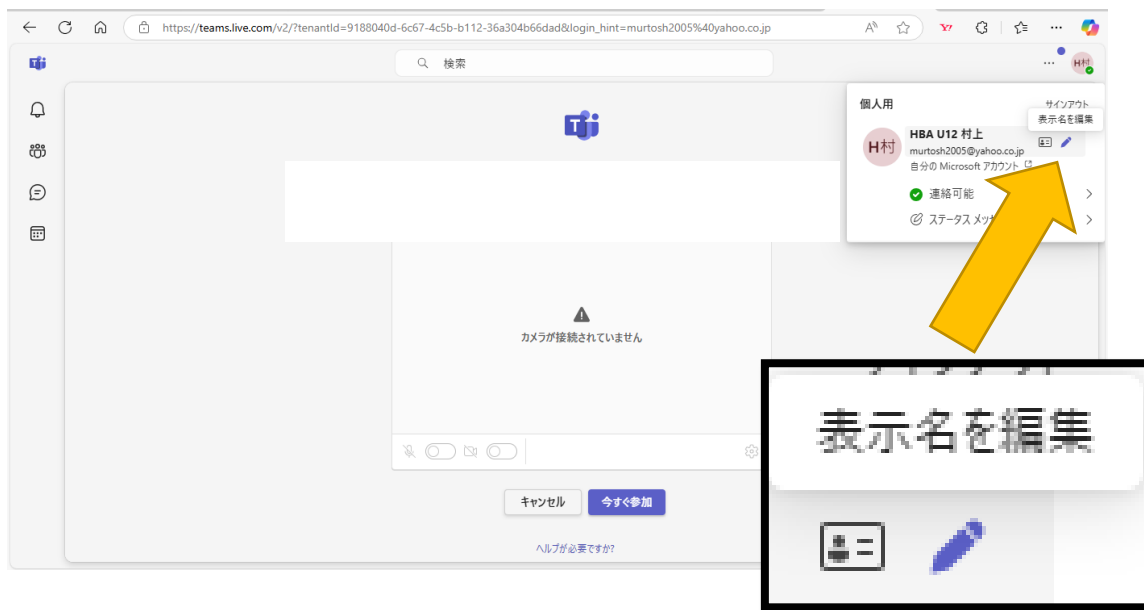 https://teams.live.com/v2/?tenantId=9188040d-6c67-4c5b-b112-36a304b66dad&login_hint=murtosh2005%40yahoo.co.jp
検索
H村
個人用
サインアウト
表示名を編集
H村
HBA U12 村上
murtosh2005@yahoo.co.jp
自分の Microsoft アカウント
連絡可能
ステータス メッ
カメラが接続されていません
キャンセル
今すぐ参加
ヘルプが必要ですか?
表示名を編集